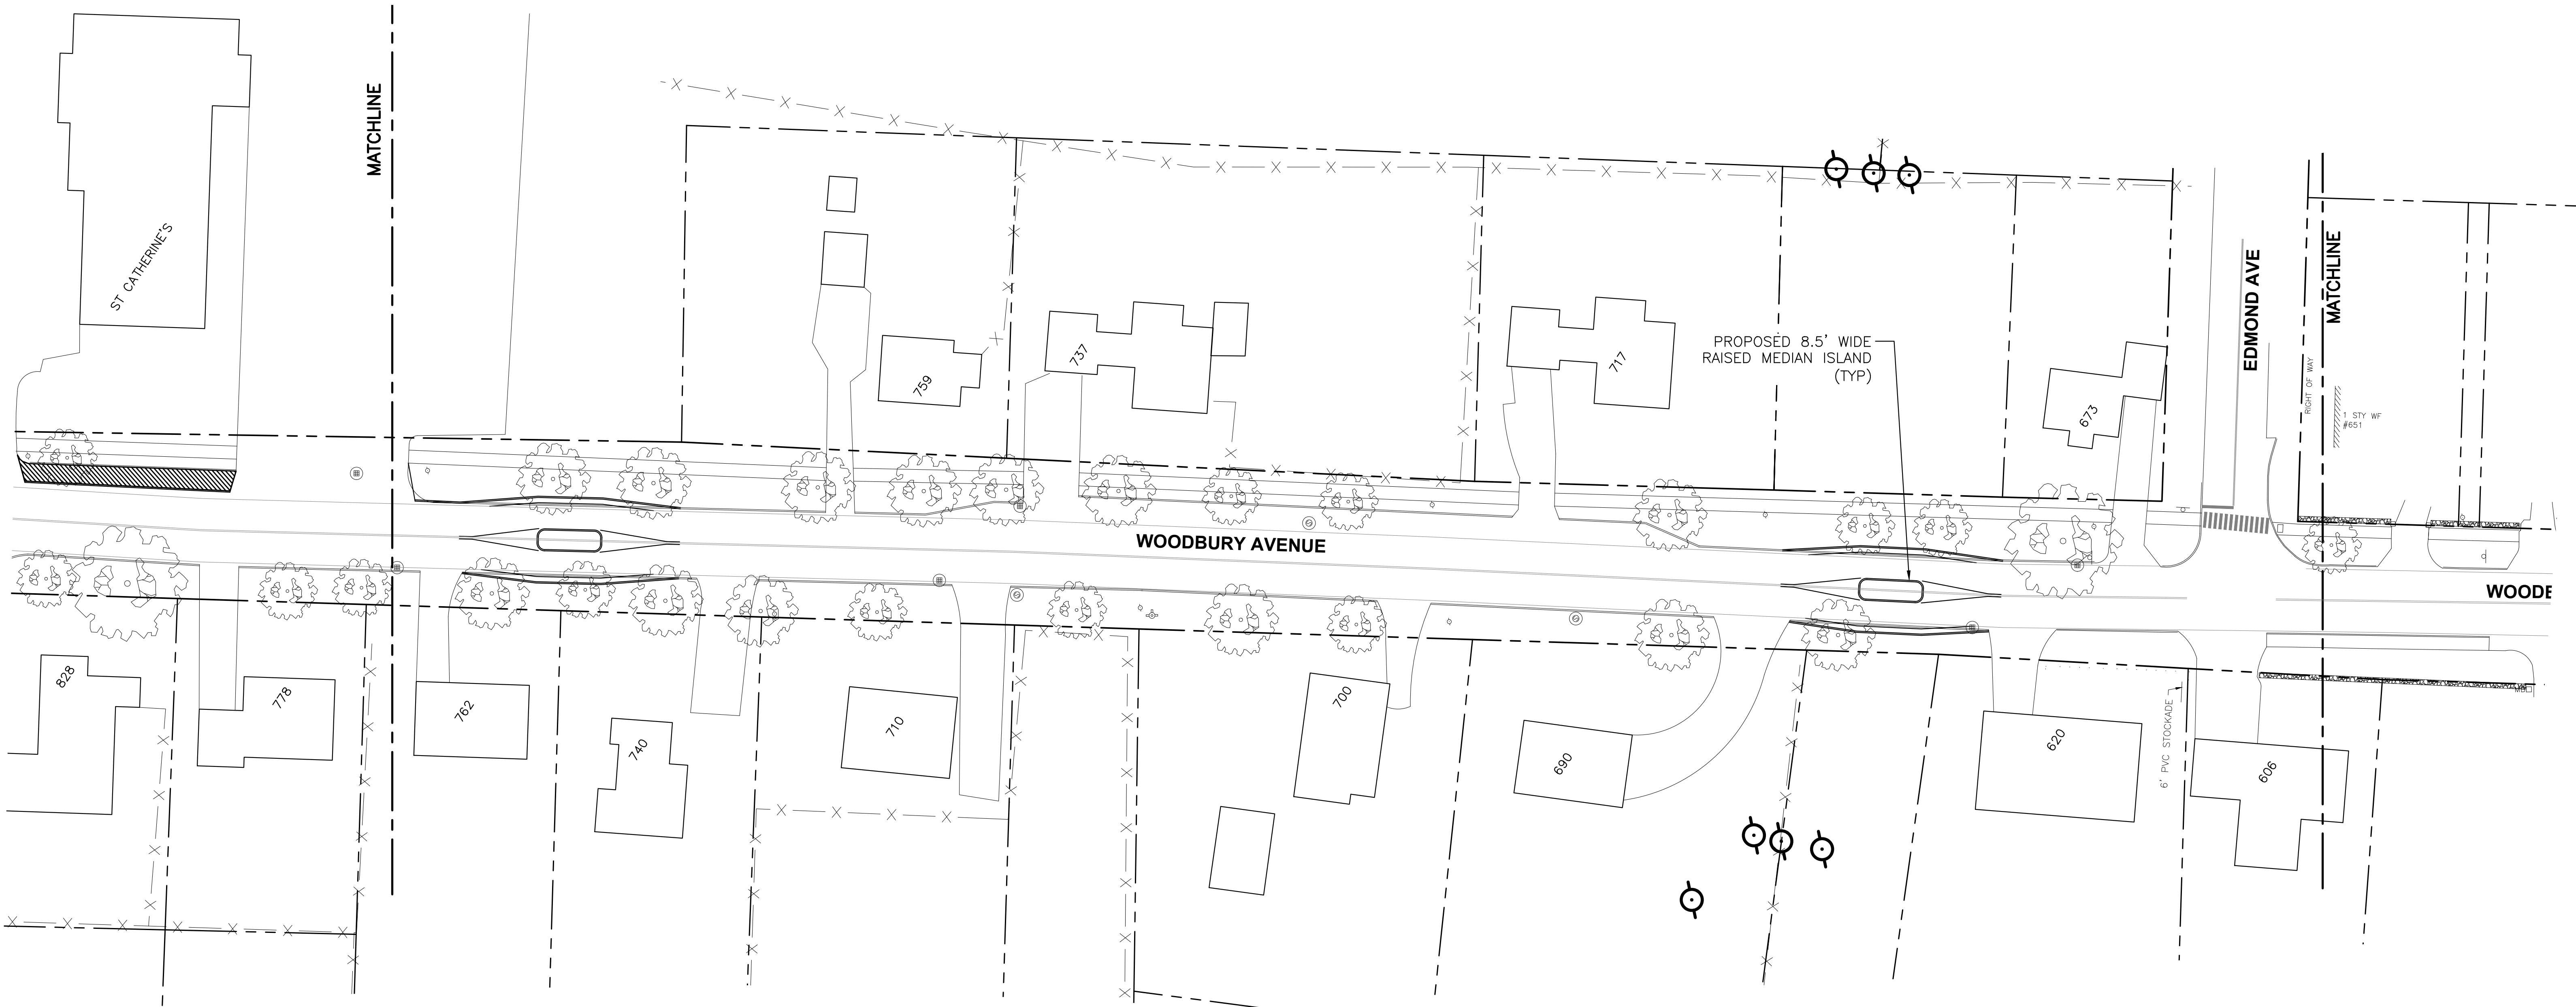 ST CATHERINE'S
MATCHLINE
759
737
717
PROPOSED 8.5' WIDE
RAISED MEDIAN ISLAND
(TYP)
673
EDMOND AVE
RIGHT OF WAY
MATCHLINE
1 STY WF
#651
WOODBURY AVENUE
WOODB
828
778
762
740
710
700
690
620
6' PVC STOCKADE
606